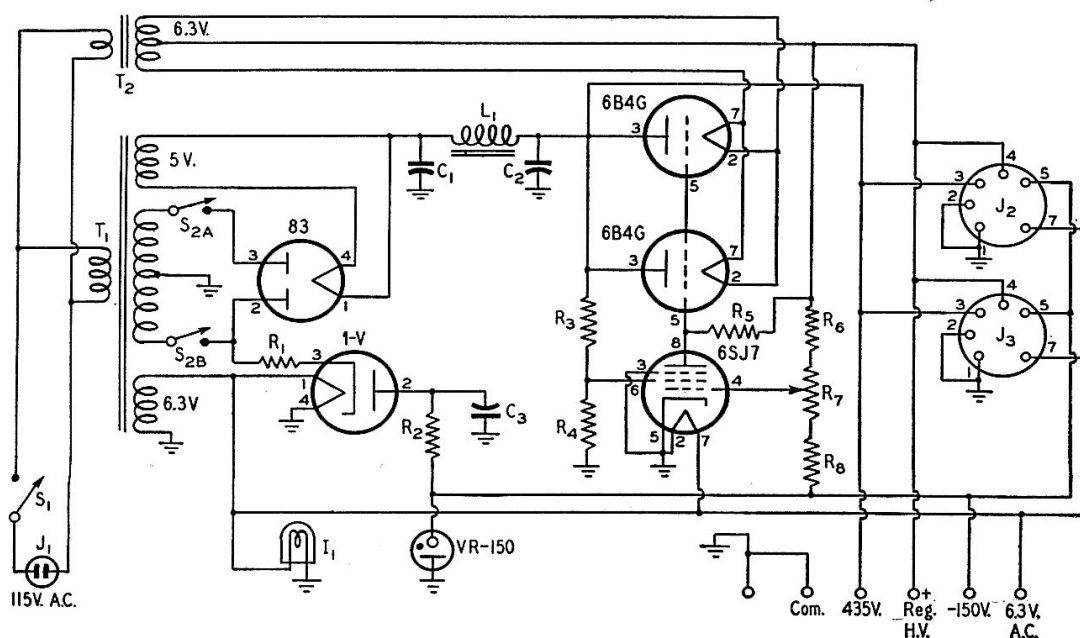 6.3V.
T2
L1
6B4G
3
7
2
5
C1
C2
5 V.
S2A
T1
83
3
4
2
1
S2B
6B4G
3
7
2
5
R5
R3
R6
R1
1-V
3
1
4
2
6.3V
R2
C3
8
6SJ7
3
6
4
5
2
7
R4
R7
R8
4
3
5
2
J2
7
1
4
3
5
2
J3
7
1
S1
J1
115V. A.C.
I1
VR-150
Com.
435V.
+
Reg.
H.V.
-150V.
6.3V.
A.C.